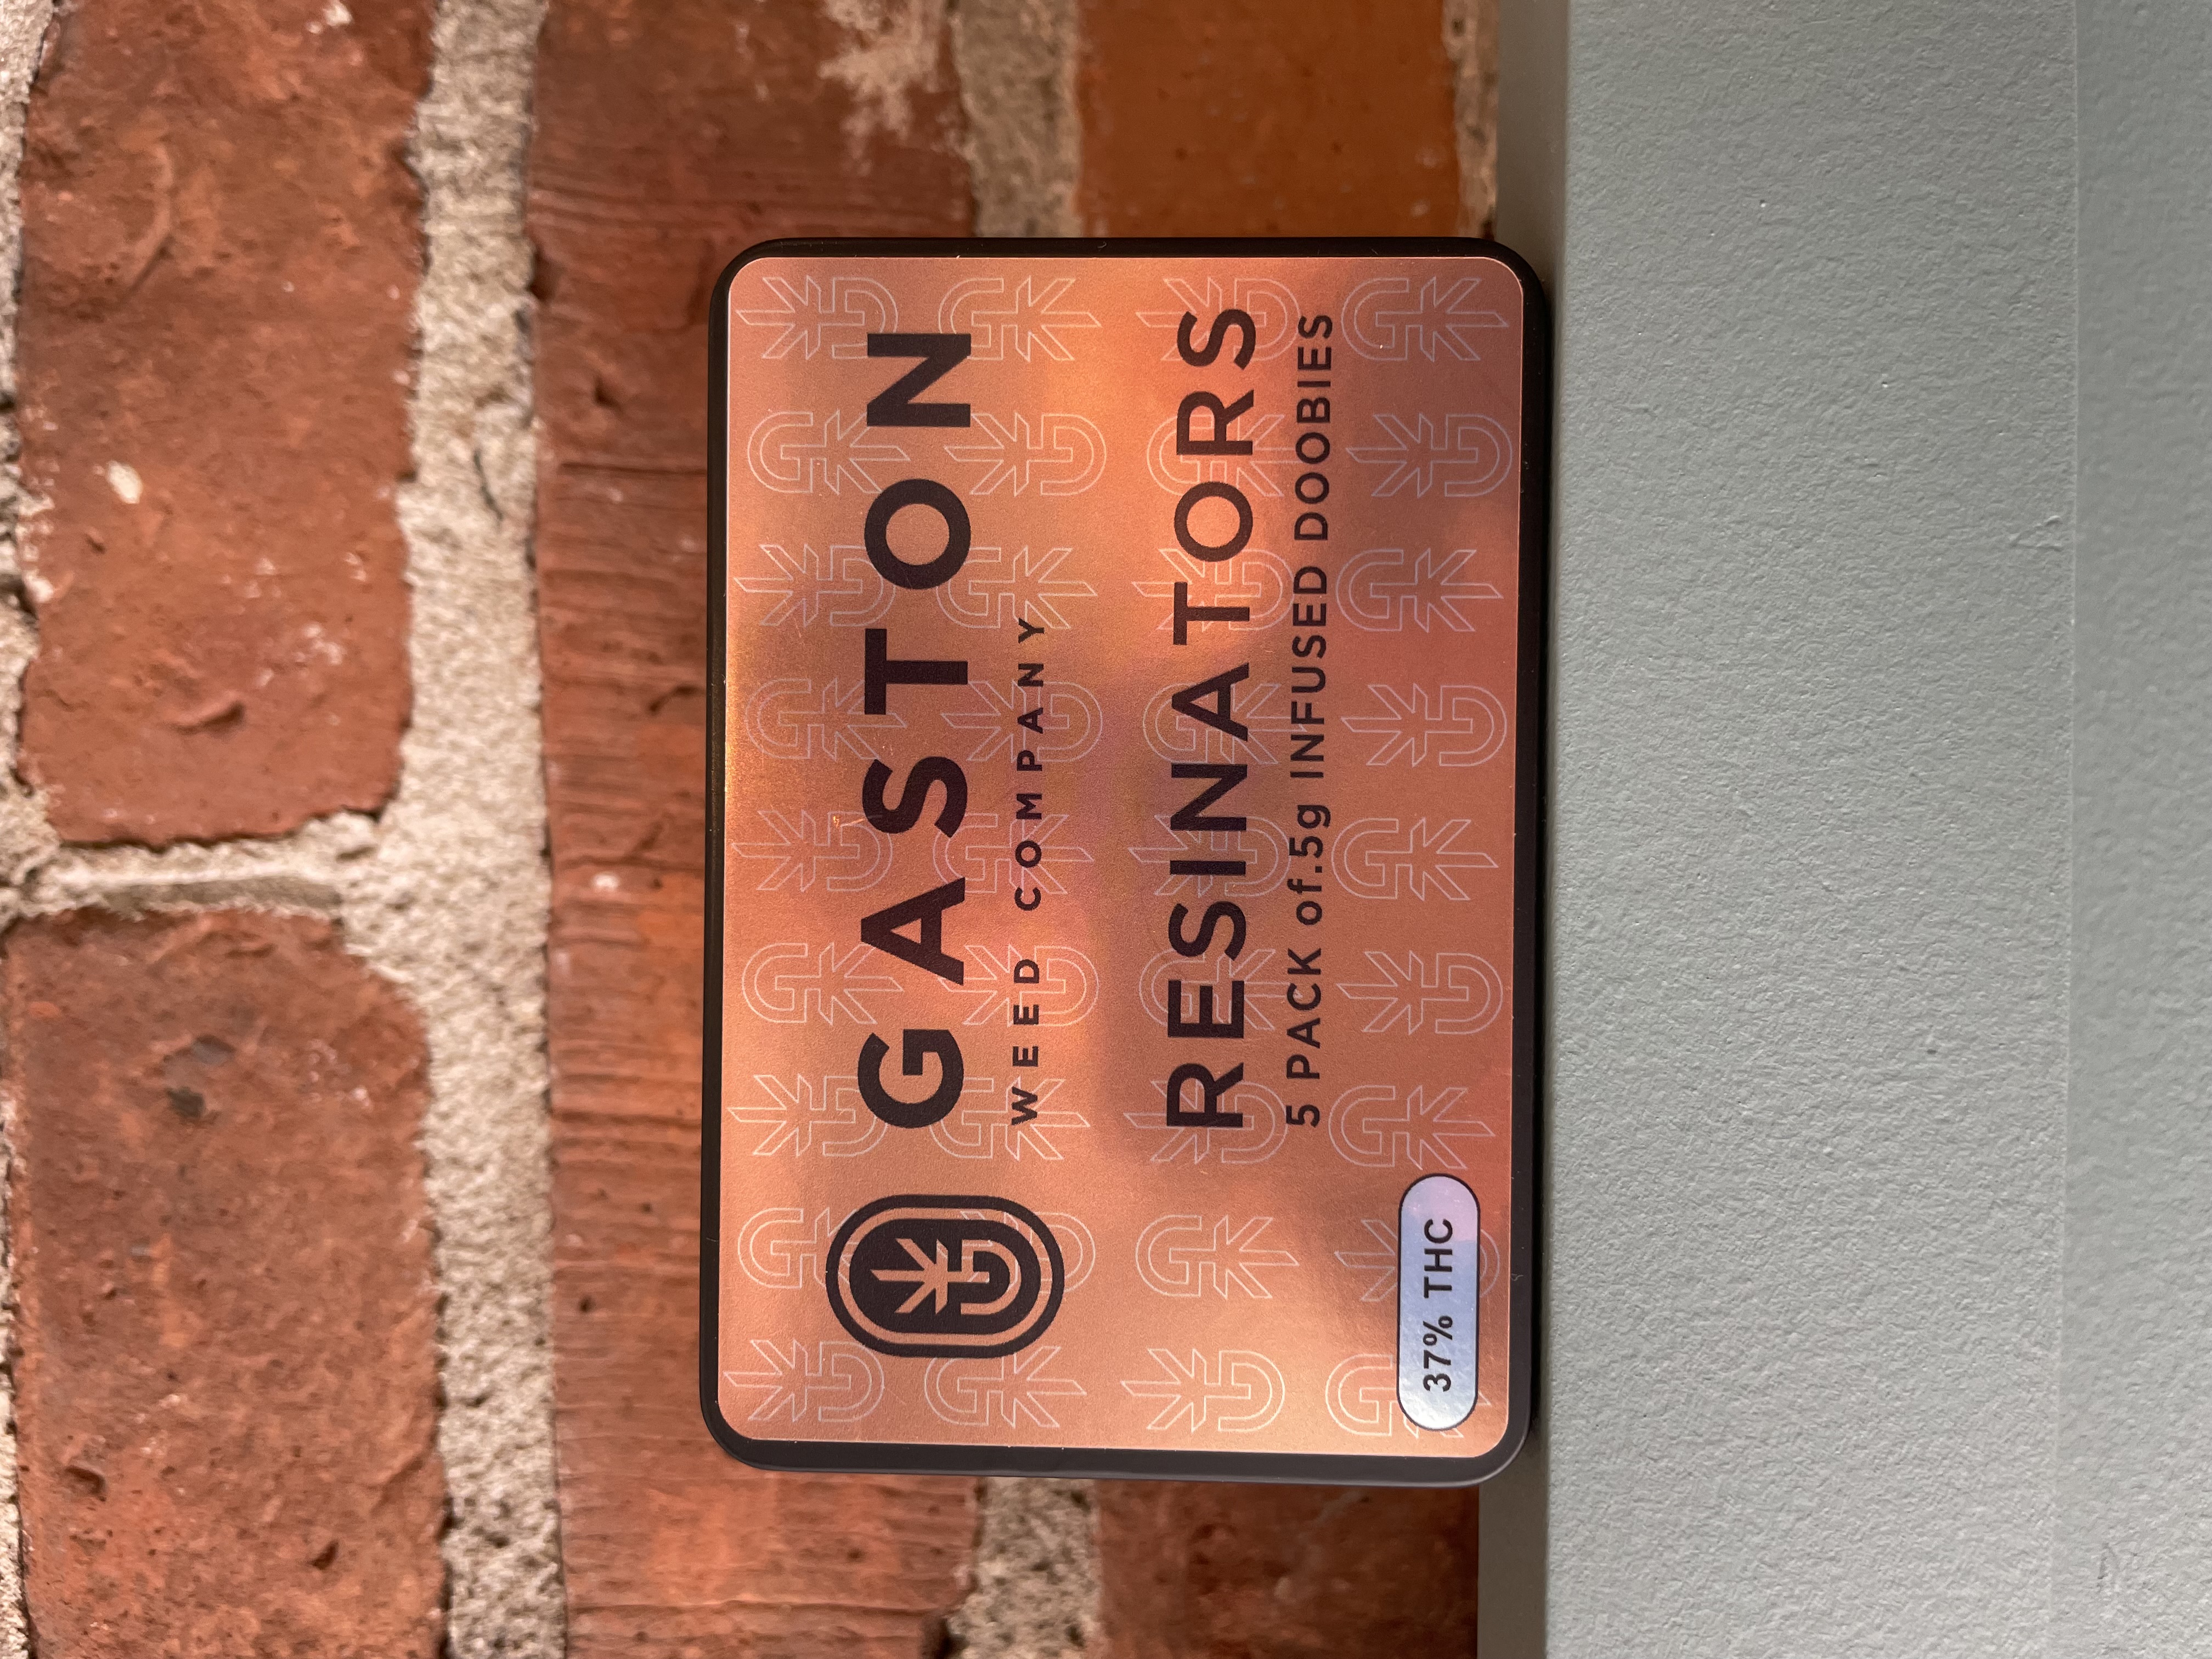 GASTON
WEED COMPANY
RESINATORS
5 PACK of.5g INFUSED DOOBIES
37% THC